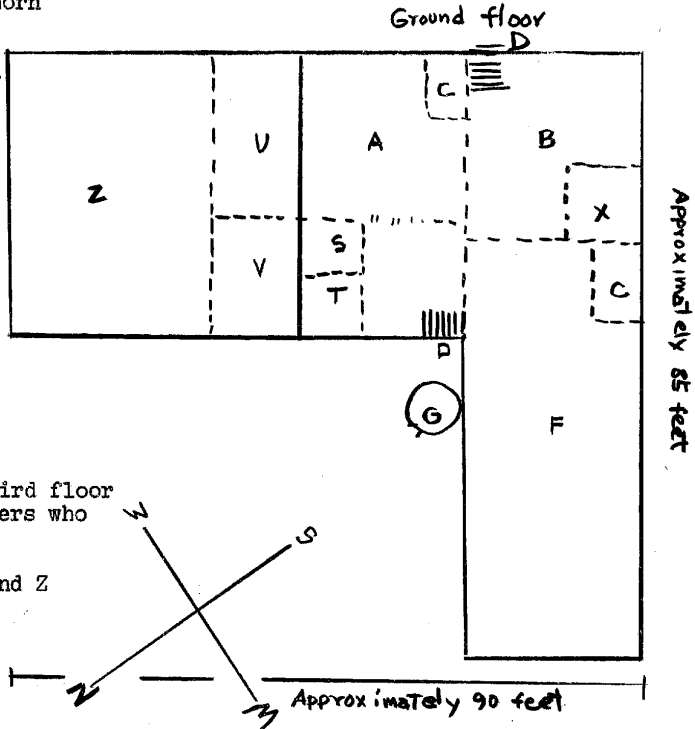 orn
Ground floor
D
C
U
A
B
Z
X
S
V
T
C
D
G
F
Approximately 85 feet
ird floor
ers who
nd Z
W
S
N
E
Approximately 90 feet